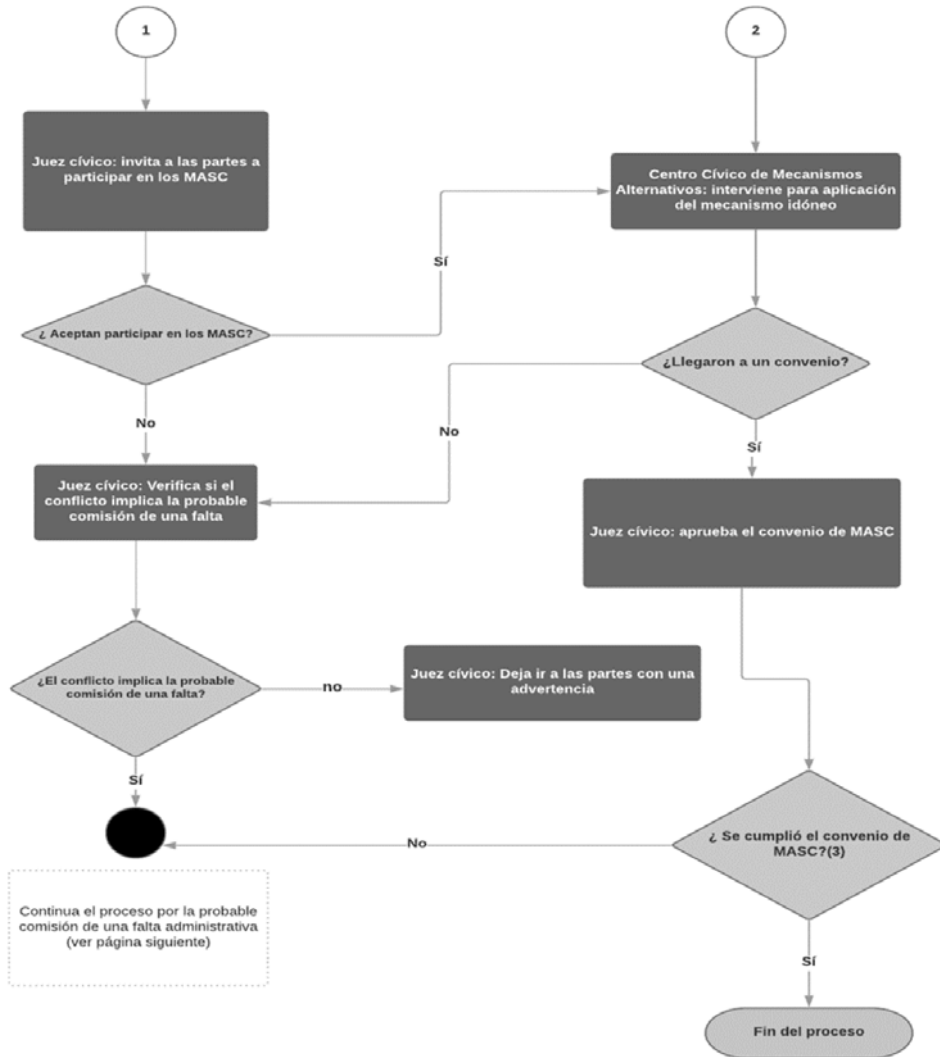 1
2
Juez cívico: invita a las partes a
participar en los MASC
Centro Cívico de Mecanismos
Alternativos: interviene para aplicación
del mecanismo idóneo
Sí
¿ Aceptan participar en los MASC?
¿Llegaron a un convenio?
No
No
Sí
Juez cívico: Verifica si el
conflicto implica la probable
comisión de una falta
Juez cívico: aprueba el convenio de MASC
¿El conflicto implica la probable
comisión de una falta?
no
Juez cívico: Deja ir a las partes con una
advertencia
Sí
¿ Se cumplió el convenio de
MASC?(3)
No
Continua el proceso por la probable
comisión de una falta administrativa
(ver página siguiente)
Sí
Fin del proceso